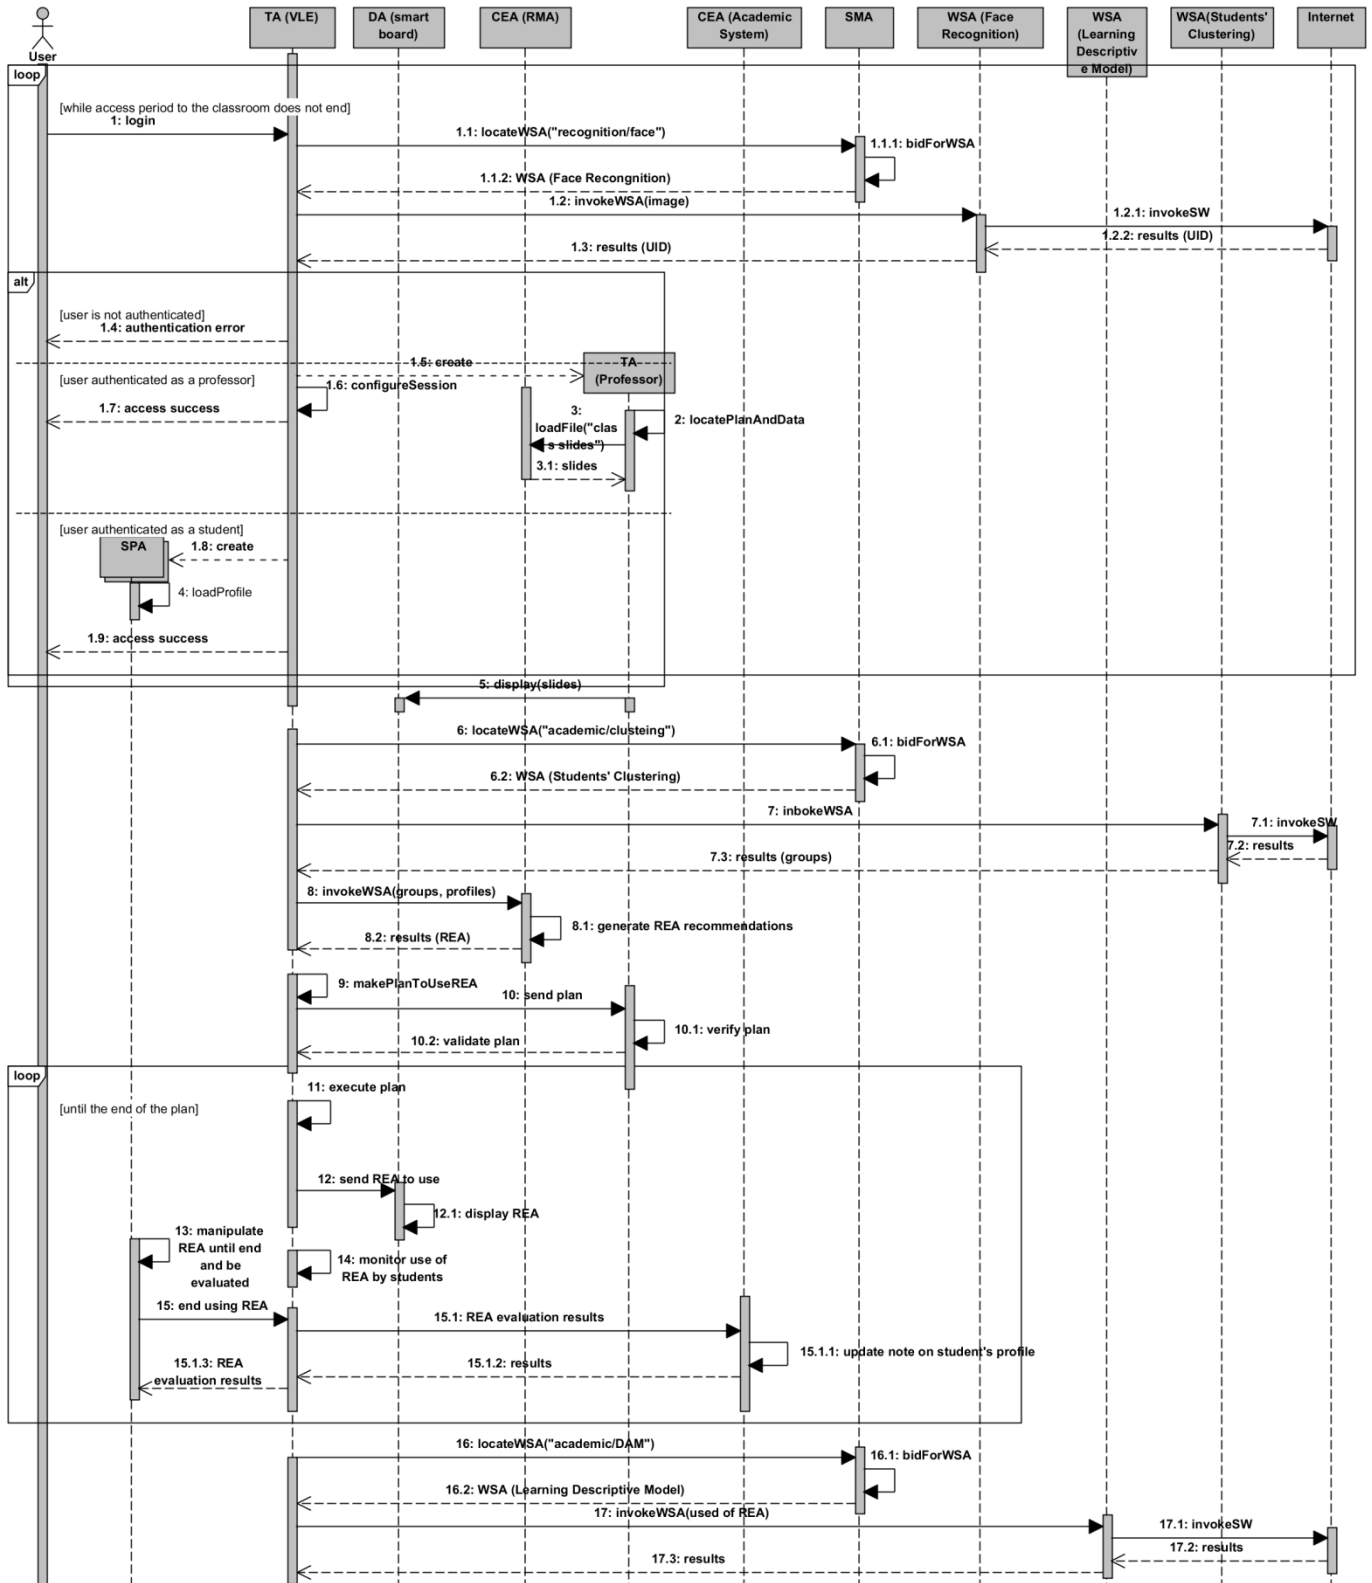 User
TA (VLE)
DA (smart
board)
CEA (RMA)
CEA (Academic
System)
SMA
WSA (Face
Recognition)
WSA
(Learning
Descriptiv
e Model)
WSA(Students'
Clustering)
Internet
loop
[while access period to the classroom does not end]
1: login
1.1: locateWSA("recognition/face")
1.1.1: bidForWSA
1.1.2: WSA (Face Recongnition)
1.2: invokeWSA(image)
1.2.1: invokeSW
1.2.2: results (UID)
1.3: results (UID)
alt
[user is not authenticated]
1.4: authentication error
1.5: create
TA
(Professor)
[user authenticated as a professor]
1.6: configureSession
1.7: access success
2: locatePlanAndData
3:
loadFile("clas
s slides")
3.1: slides
[user authenticated as a student]
SPA
1.8: create
4: loadProfile
1.9: access success
5: display(slides)
6: locateWSA("academic/clusteing")
6.1: bidForWSA
6.2: WSA (Students' Clustering)
7: inbokeWSA
7.1: invokeSW
7.2: results
7.3: results (groups)
8: invokeWSA(groups, profiles)
8.1: generate REA recommendations
8.2: results (REA)
9: makePlanToUseREA
10: send plan
10.1: verify plan
10.2: validate plan
loop
[until the end of the plan]
11: execute plan
12: send REA to use
12.1: display REA
13: manipulate
REA until end
and be
evaluated
14: monitor use of
REA by students
15: end using REA
15.1: REA evaluation results
15.1.1: update note on student's profile
15.1.2: results
15.1.3: REA
evaluation results
16: locateWSA("academic/DAM")
16.1: bidForWSA
16.2: WSA (Learning Descriptive Model)
17: invokeWSA(used of REA)
17.1: invokeSW
17.2: results
17.3: results